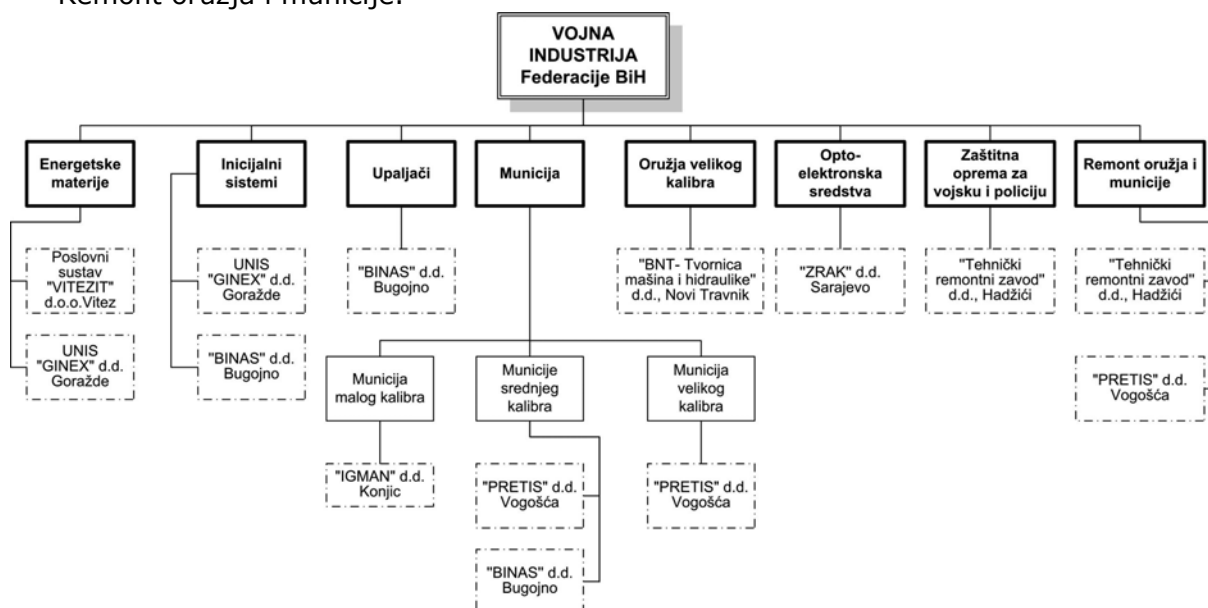 Remont oružja i municije.
VOJNA
INDUSTRIJA
Federacije BiH
Energetske
materije
Inicijalni
sistemi
Upaljači
Municija
Oružja velikog
kalibra
Opto-
elektronska
sredstva
Zaštitna
oprema za
vojsku i policiju
Remont oružja i
municije
Poslovni
sustav
"VITEZIT"
d.o.o.Vitez
UNIS
"GINEX" d.d.
Goražde
"BINAS" d.d.
Bugojno
"BNT- Tvornica
mašina i hidraulike"
d.d., Novi Travnik
"ZRAK" d.d.
Sarajevo
"Tehnički
remontni zavod"
d.d., Hadžići
"Tehnički
remontni zavod"
d.d., Hadžići
UNIS
"GINEX" d.d.
Goražde
"BINAS" d.d.
Bugojno
Municija
malog kalibra
Municije
srednjeg
kalibra
Municija
velikog
kalibra
"PRETIS" d.d.
Vogošća
"IGMAN" d.d.
Konjic
"PRETIS" d.d.
Vogošća
"PRETIS" d.d.
Vogošća
"BINAS" d.d.
Bugojno